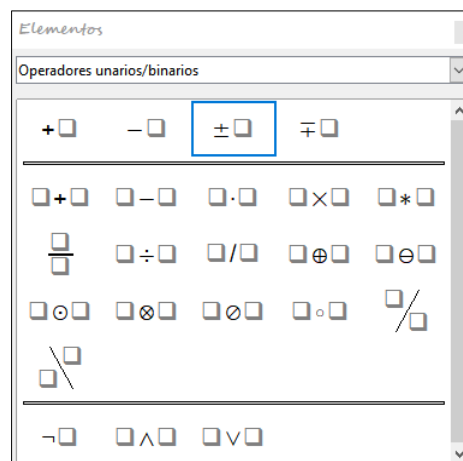 Elementos
Operadores unarios/binarios
+□ −□ ±□ ∓□
□+□ □−□ □·□ □×□ □∗□
□/□ □÷□ □/□ □⊕□ □⊖□
□⊙□ □⊗□ □⊘□ □∘□ □/□
□\□
¬□ □∧□ □∨□